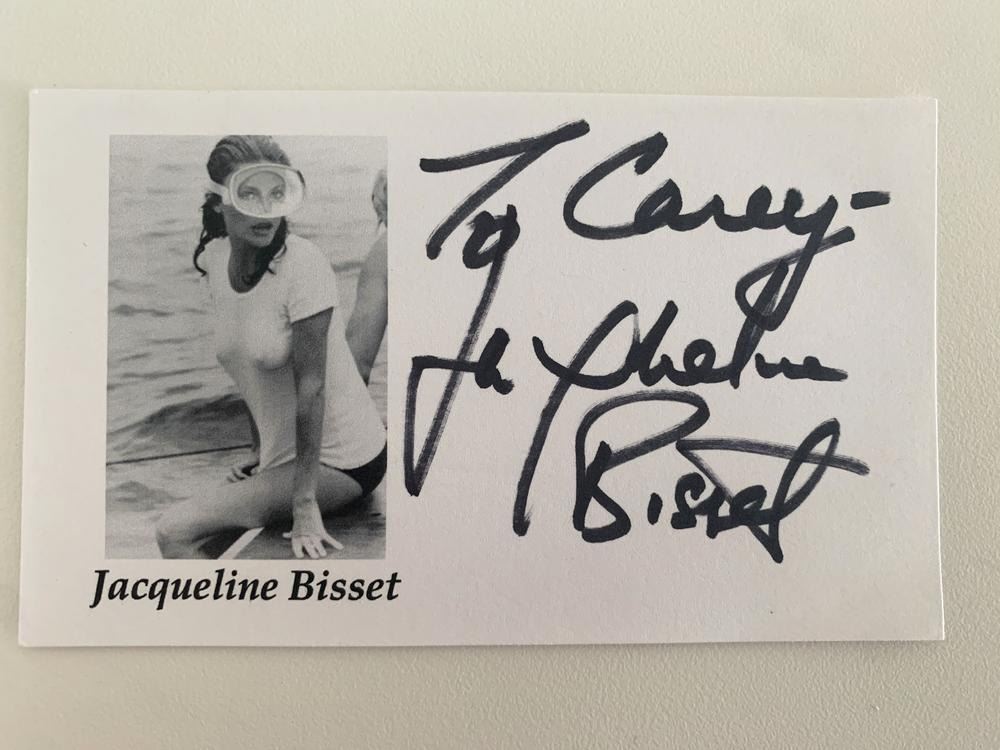 To Carey-
Jacqueline
Bisset
Jacqueline Bisset